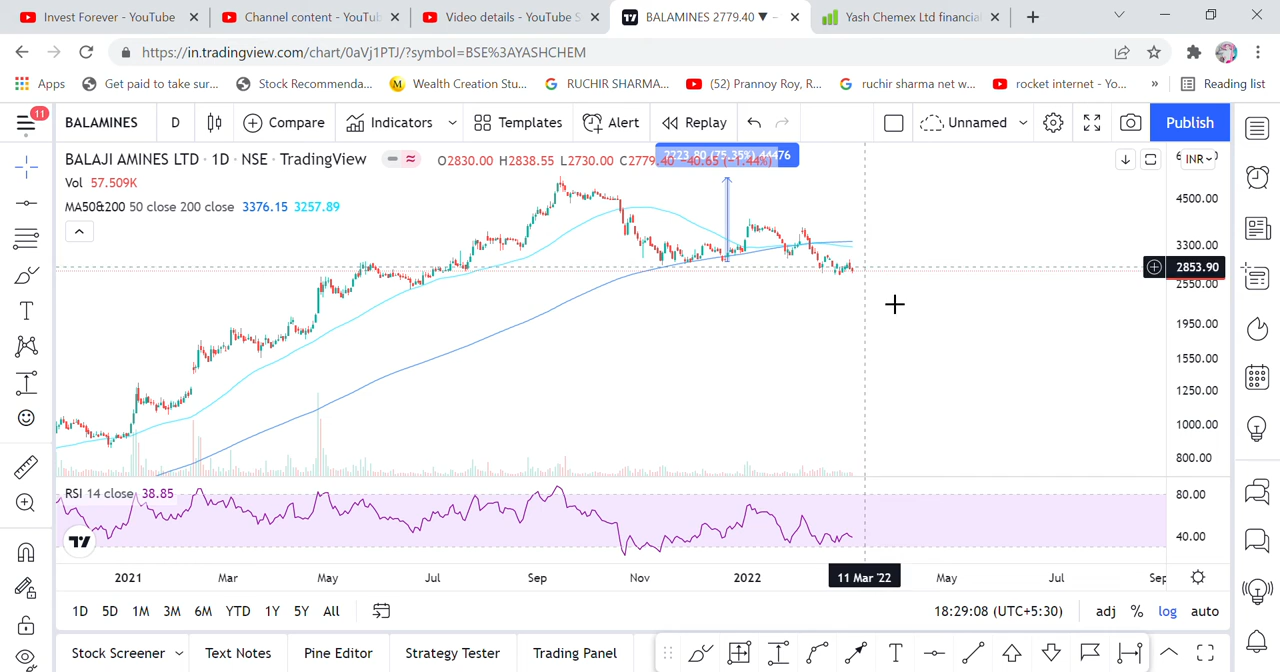 Invest Forever - YouTube
Channel content - YouTub
Video details - YouTube S
BALAMINES 2779.40 ▼ -
Yash Chemex Ltd financia
https://in.tradingview.com/chart/0aVj1PTJ/?symbol=BSE%3AYASHCHEM
Apps
Get paid to take sur...
Stock Recommenda...
Wealth Creation Stu...
RUCHIR SHARMA...
(52) Prannoy Roy, R...
ruchir sharma net w...
rocket internet - Yo...
»
Reading list
11
BALAMINES
D
Compare
Indicators
Templates
Alert
Replay
Unnamed
Publish
BALAJI AMINES LTD · 1D · NSE · TradingView
O2830.00 H2838.55 L2730.00 C2779.40 -40.65 (-1.44%)
2223.80 (75.35%) 44476
INR
Vol 57.509K
MA50&200 50 close 200 close 3376.15 3257.89
4500.00
3300.00
2853.90
2550.00
1950.00
1550.00
1250.00
1000.00
800.00
RSI 14 close 38.85
80.00
40.00
2021
Mar
May
Jul
Sep
Nov
2022
11 Mar '22
May
Jul
Sep
1D
5D
1M
3M
6M
YTD
1Y
5Y
All
18:29:08 (UTC+5:30)
adj
%
log
auto
Stock Screener
Text Notes
Pine Editor
Strategy Tester
Trading Panel